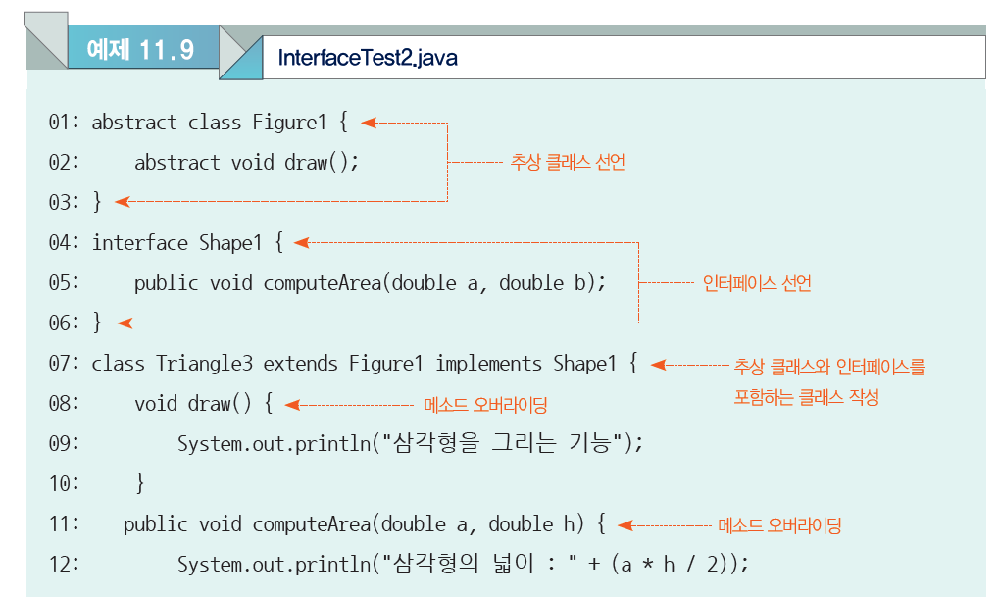 예제 11.9
InterfaceTest2.java
01: abstract class Figure1 {
02: abstract void draw(); 추상 클래스 선언
03: }
04: interface Shape1 {
05: public void computeArea(double a, double b); 인터페이스 선언
06: }
07: class Triangle3 extends Figure1 implements Shape1 { 추상 클래스와 인터페이스를
포함하는 클래스 작성
08: void draw() { 메소드 오버라이딩
09: System.out.println("삼각형을 그리는 기능");
10: }
11: public void computeArea(double a, double h) { 메소드 오버라이딩
12: System.out.println("삼각형의 넓이 : " + (a * h / 2));